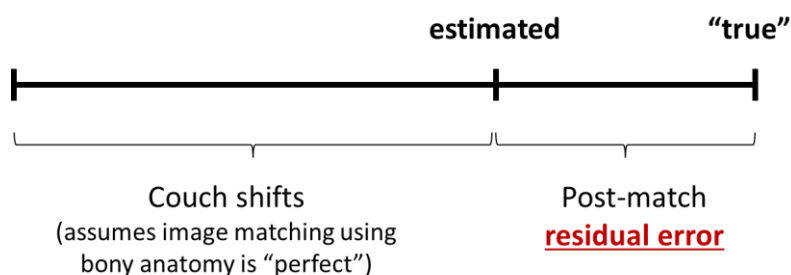 estimated “true”
Couch shifts
(assumes image matching using
bony anatomy is “perfect”)
Post-match
residual error